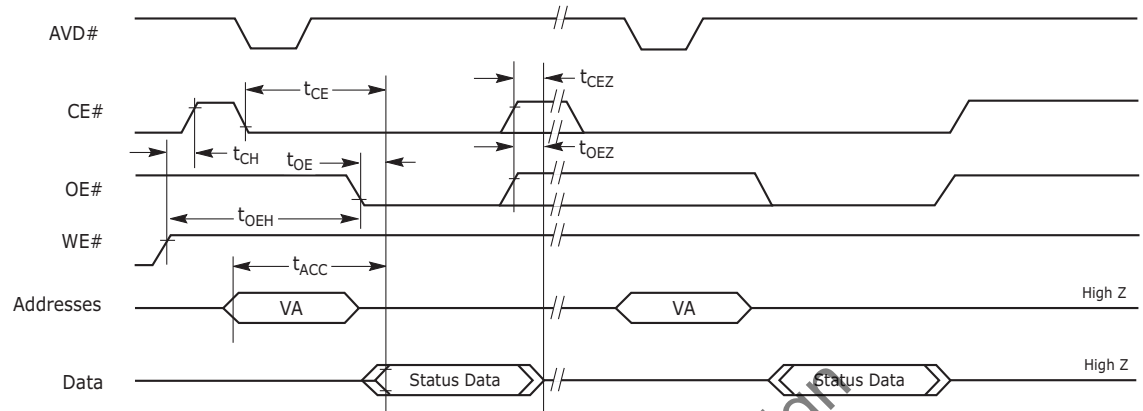 AVD#
tCEZ
tCE
CE#
tCH
tOE
tOEZ
OE#
tOEH
WE#
tACC
Addresses
VA
VA
High Z
Data
Status Data
Status Data
High Z